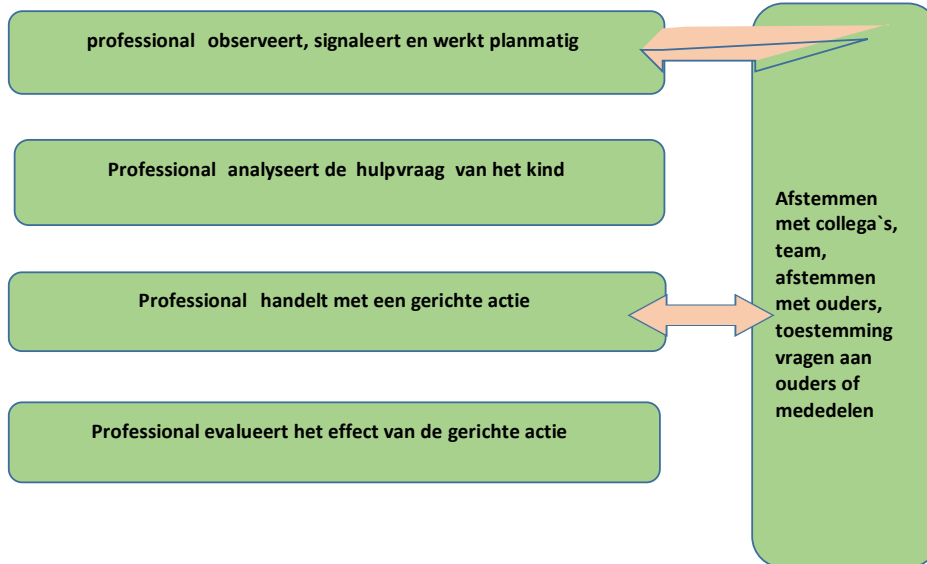 professional observeert, signaleert en werkt planmatig
Professional analyseert de hulpvraag van het kind
Professional handelt met een gerichte actie
Professional evalueert het effect van de gerichte actie
Afstemmen
met collega`s,
team,
afstemmen
met ouders,
toestemming
vragen aan
ouders of
mededelen